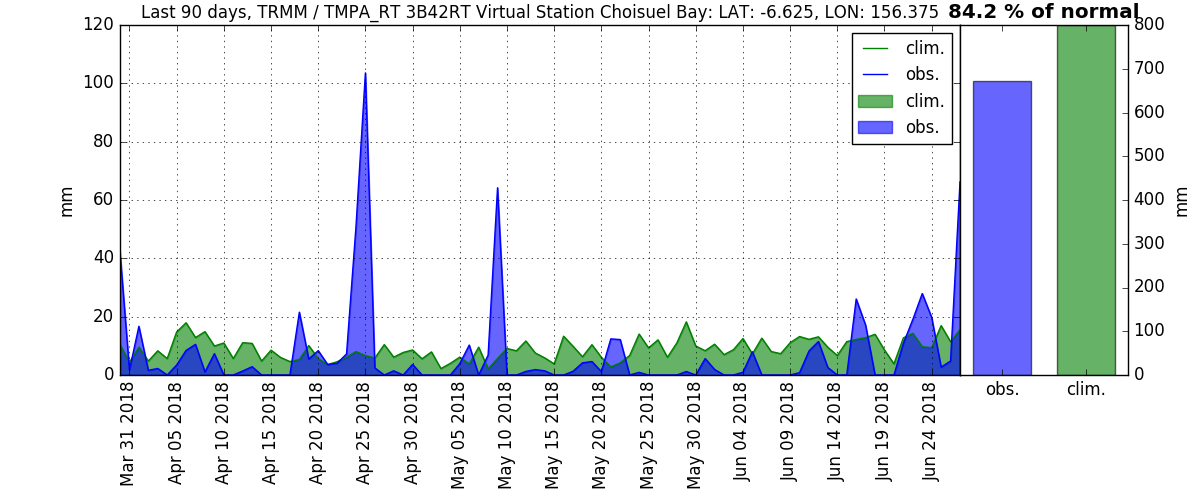 Last 90 days, TRMM / TMPA_RT 3B42RT Virtual Station Choisuel Bay: LAT: -6.625, LON: 156.375 84.2 % of normal
120
100
80
60
40
20
0
mm
clim.
obs.
clim.
obs.
800
700
600
500
400
300
200
100
0
mm
Mar 31 2018
Apr 05 2018
Apr 10 2018
Apr 15 2018
Apr 20 2018
Apr 25 2018
Apr 30 2018
May 05 2018
May 10 2018
May 15 2018
May 20 2018
May 25 2018
May 30 2018
Jun 04 2018
Jun 09 2018
Jun 14 2018
Jun 19 2018
Jun 24 2018
obs.
clim.